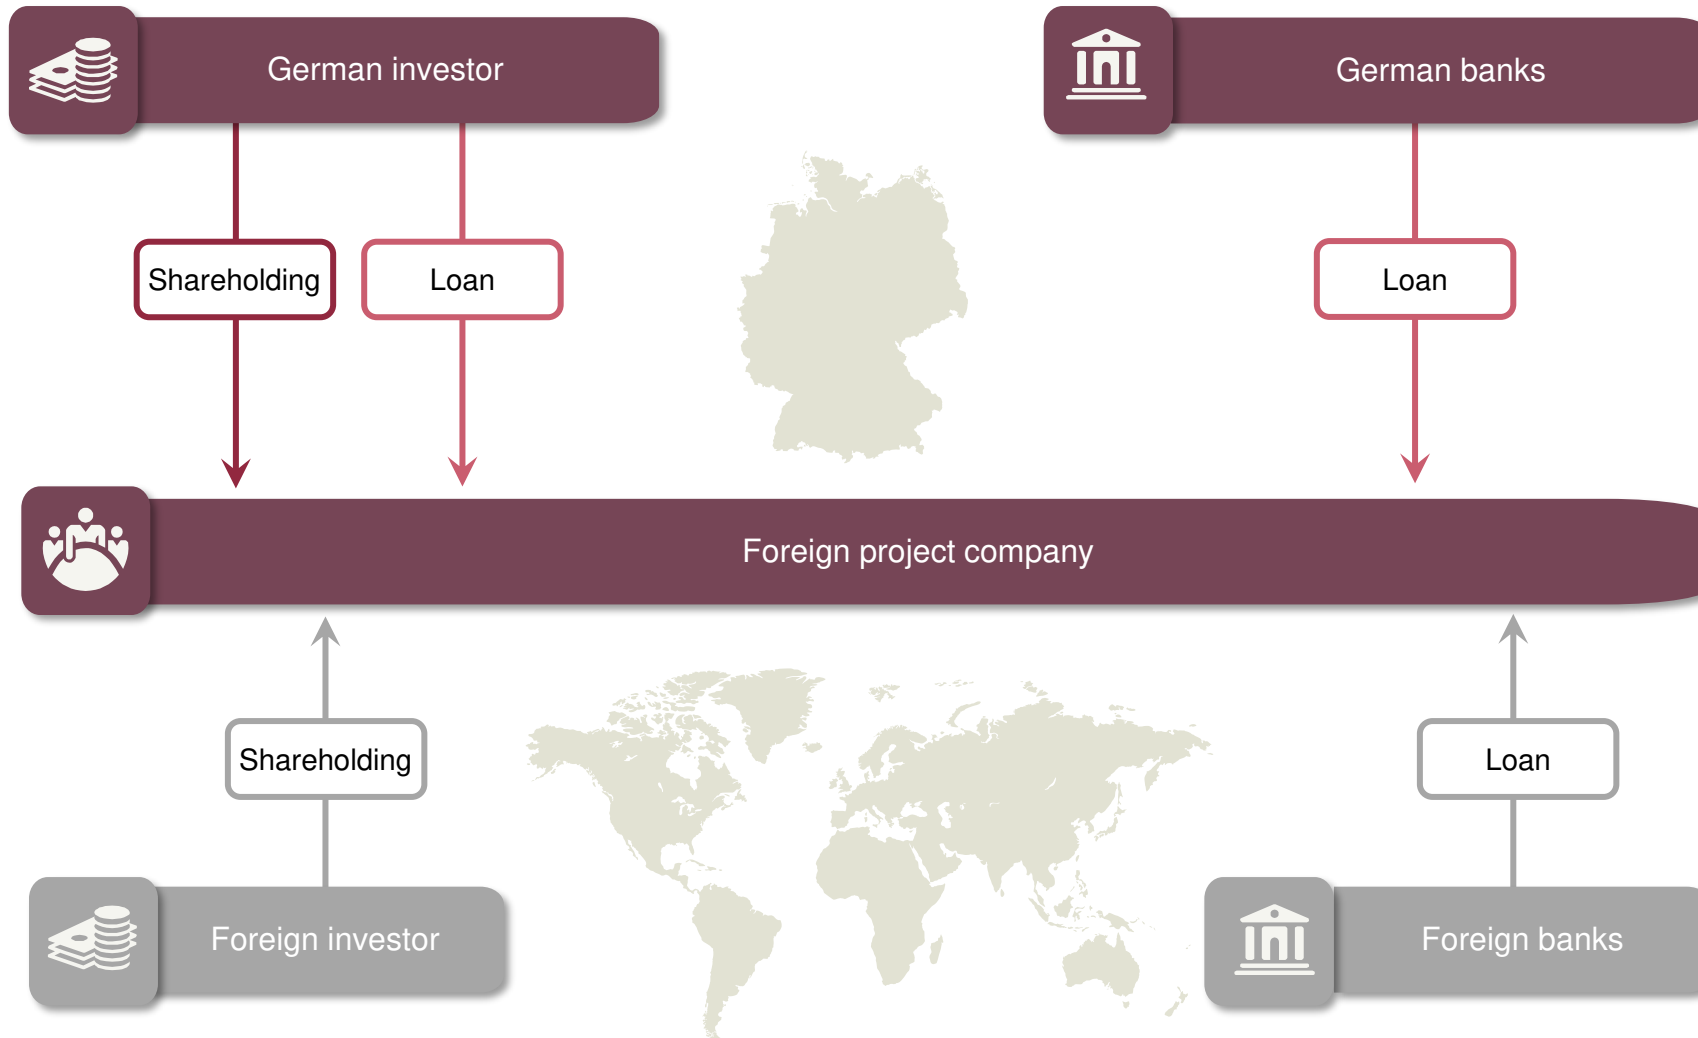 German investor
German banks
Shareholding
Loan
Loan
Foreign project company
Shareholding
Loan
Foreign investor
Foreign banks